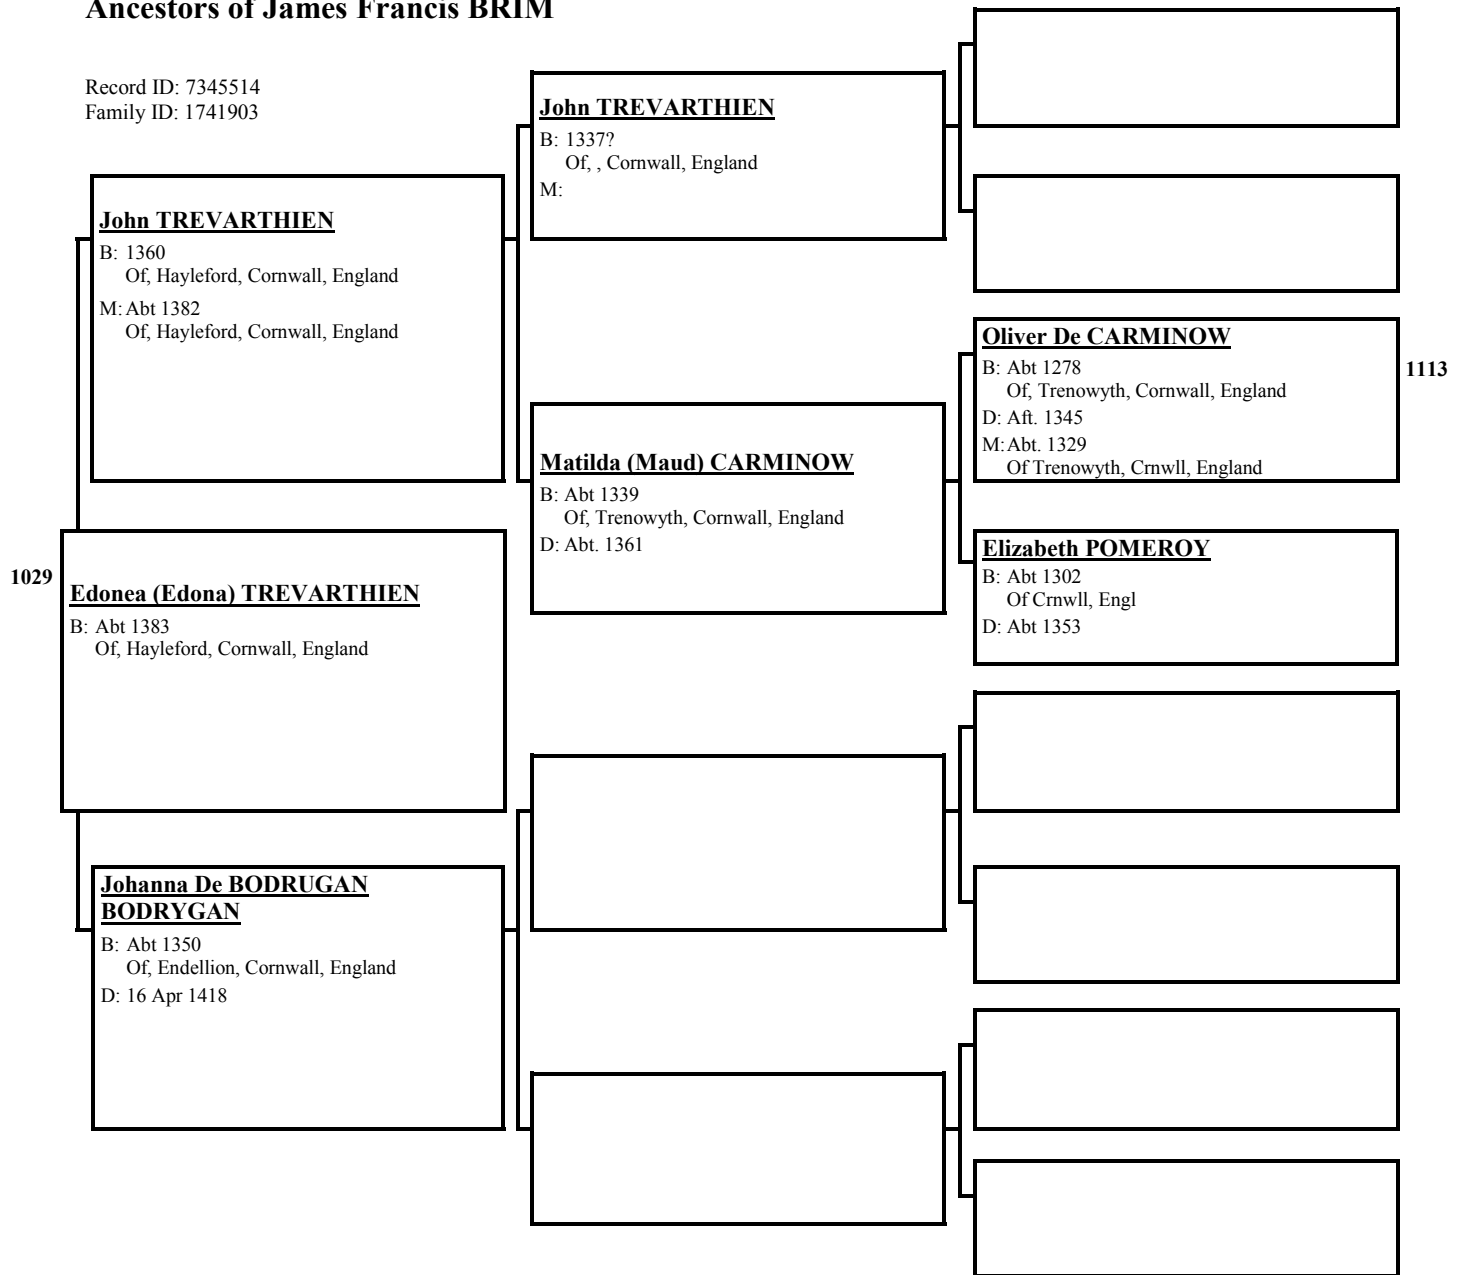 Ancestors of James Francis BRIM
Record ID: 7345514
Family ID: 1741903
John TREVARTHIEN
B: 1360
Of, Hayleford, Cornwall, England
M: Abt 1382
Of, Hayleford, Cornwall, England
1029
Edonea (Edona) TREVARTHIEN
B: Abt 1383
Of, Hayleford, Cornwall, England
Johanna De BODRUGAN
BODRYGAN
B: Abt 1350
Of, Endellion, Cornwall, England
D: 16 Apr 1418
John TREVARTHIEN
B: 1337?
Of, , Cornwall, England
M:
Matilda (Maud) CARMINOW
B: Abt 1339
Of, Trenowyth, Cornwall, England
D: Abt. 1361
Oliver De CARMINOW
B: Abt 1278
Of, Trenowyth, Cornwall, England
D: Aft. 1345
M: Abt. 1329
Of Trenowyth, Crnwll, England
1113
Elizabeth POMEROY
B: Abt 1302
Of Crnwll, Engl
D: Abt 1353